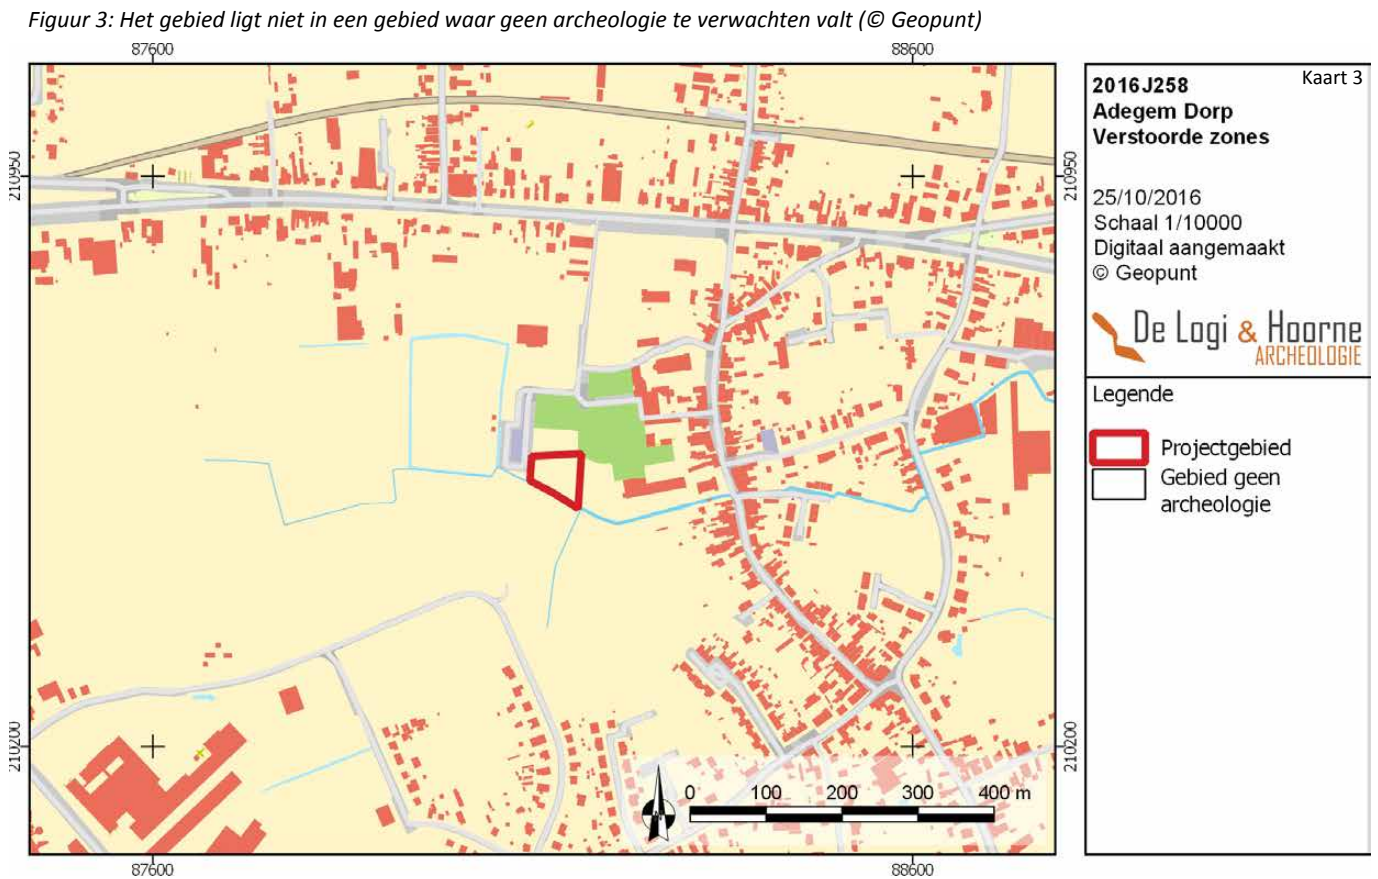 Figuur 3: Het gebied ligt niet in een gebied waar geen archeologie te verwachten valt (© Geopunt)
87600
88600
210950
210950
210200
210200
0 100 200 300 400 m
87600
88600
Kaart 3
2016J258
Adegem Dorp
Verstoorde zones
25/10/2016
Schaal 1/10000
Digitaal aangemaakt
© Geopunt
De Logi & Hoorne
ARCHEOLOGIE
Legende
Projectgebied
Gebied geen
archeologie